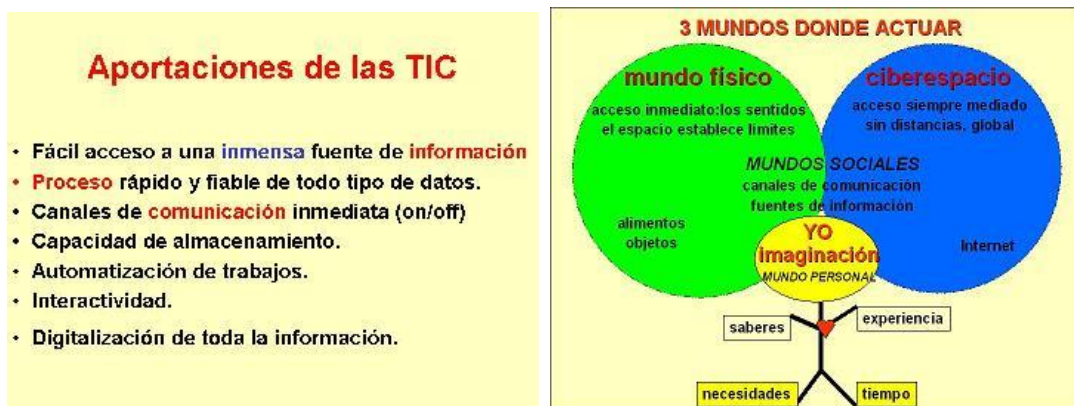 Aportaciones de las TIC
• Fácil acceso a una inmensa fuente de información
• Proceso rápido y fiable de todo tipo de datos.
• Canales de comunicación inmediata (on/off)
• Capacidad de almacenamiento.
• Automatización de trabajos.
• Interactividad.
• Digitalización de toda la información.
3 MUNDOS DONDE ACTUAR
mundo físico
acceso inmediato:los sentidos
el espacio establece limites
ciberespacio
acceso siempre mediado
sin distancias, global
MUNDOS SOCIALES
canales de comunicación
fuentes de información
alimentos
objetos
Internet
YO
imaginación
MUNDO PERSONAL
saberes
experiencia
necesidades
tiempo